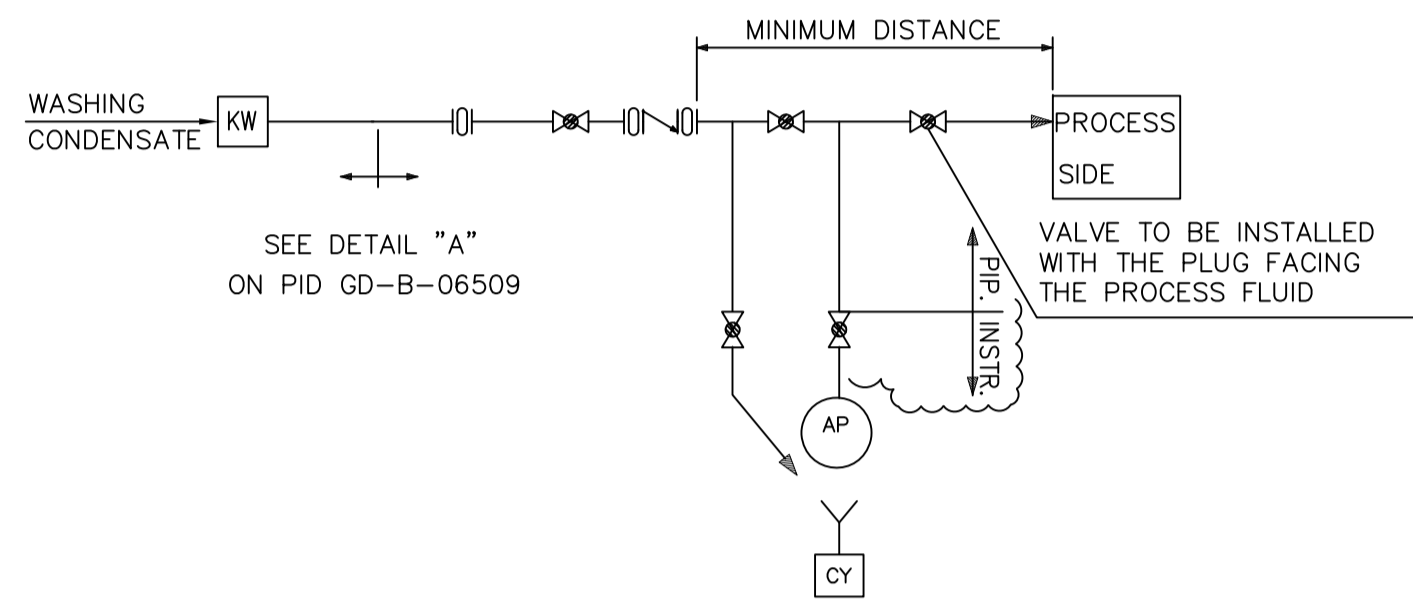 MINIMUM DISTANCE
WASHING
CONDENSATE
KW
PROCESS
SIDE
SEE DETAIL "A"
ON PID GD-B-06509
VALVE TO BE INSTALLED
WITH THE PLUG FACING
THE PROCESS FLUID
PIP.
INSTR.
AP
CY